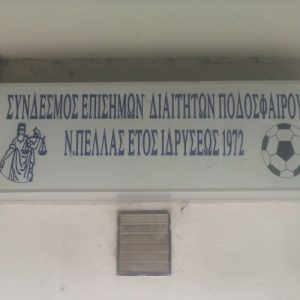 ΣΥΝΔΕΣΜΟΣ ΕΠΙΣΗΜΩΝ ΔΙΑΙΤΗΤΩΝ ΠΟΔΟΣΦΑΙΡΟΥ
Ν.ΠΕΛΛΑΣ ΕΤΟΣ ΙΔΡΥΣΕΩΣ 1972